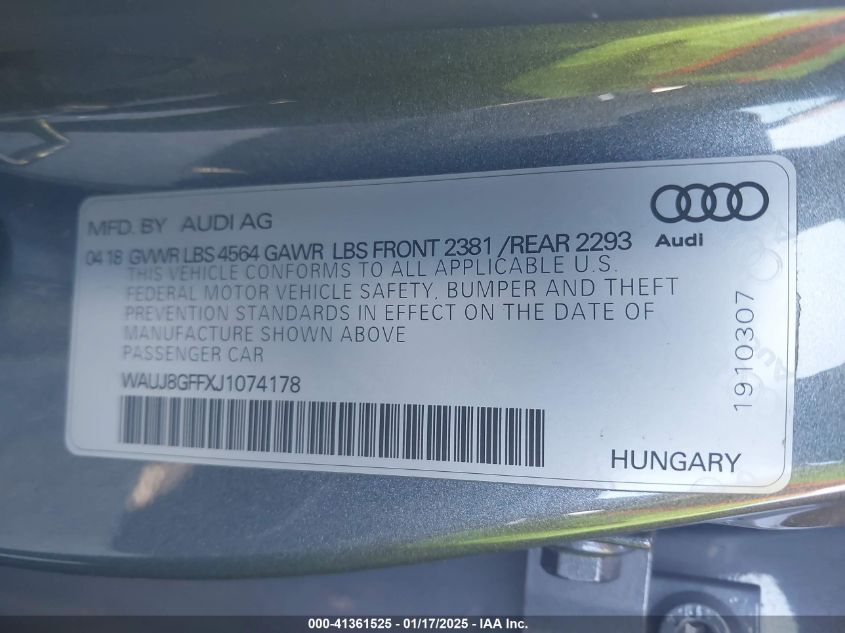 MFD. BY AUDI AG
04 18 GVWR LBS 4564 GAWR LBS FRONT 2381 /REAR 2293
THIS VEHICLE CONFORMS TO ALL APPLICABLE U.S.
FEDERAL MOTOR VEHICLE SAFETY, BUMPER AND THEFT
PREVENTION STANDARDS IN EFFECT ON THE DATE OF
MANUFACTURE SHOWN ABOVE
PASSENGER CAR
WAUJ8GFFXJ1074178
Audi
1910307
HUNGARY
000-41361525 - 01/17/2025 - IAA Inc.